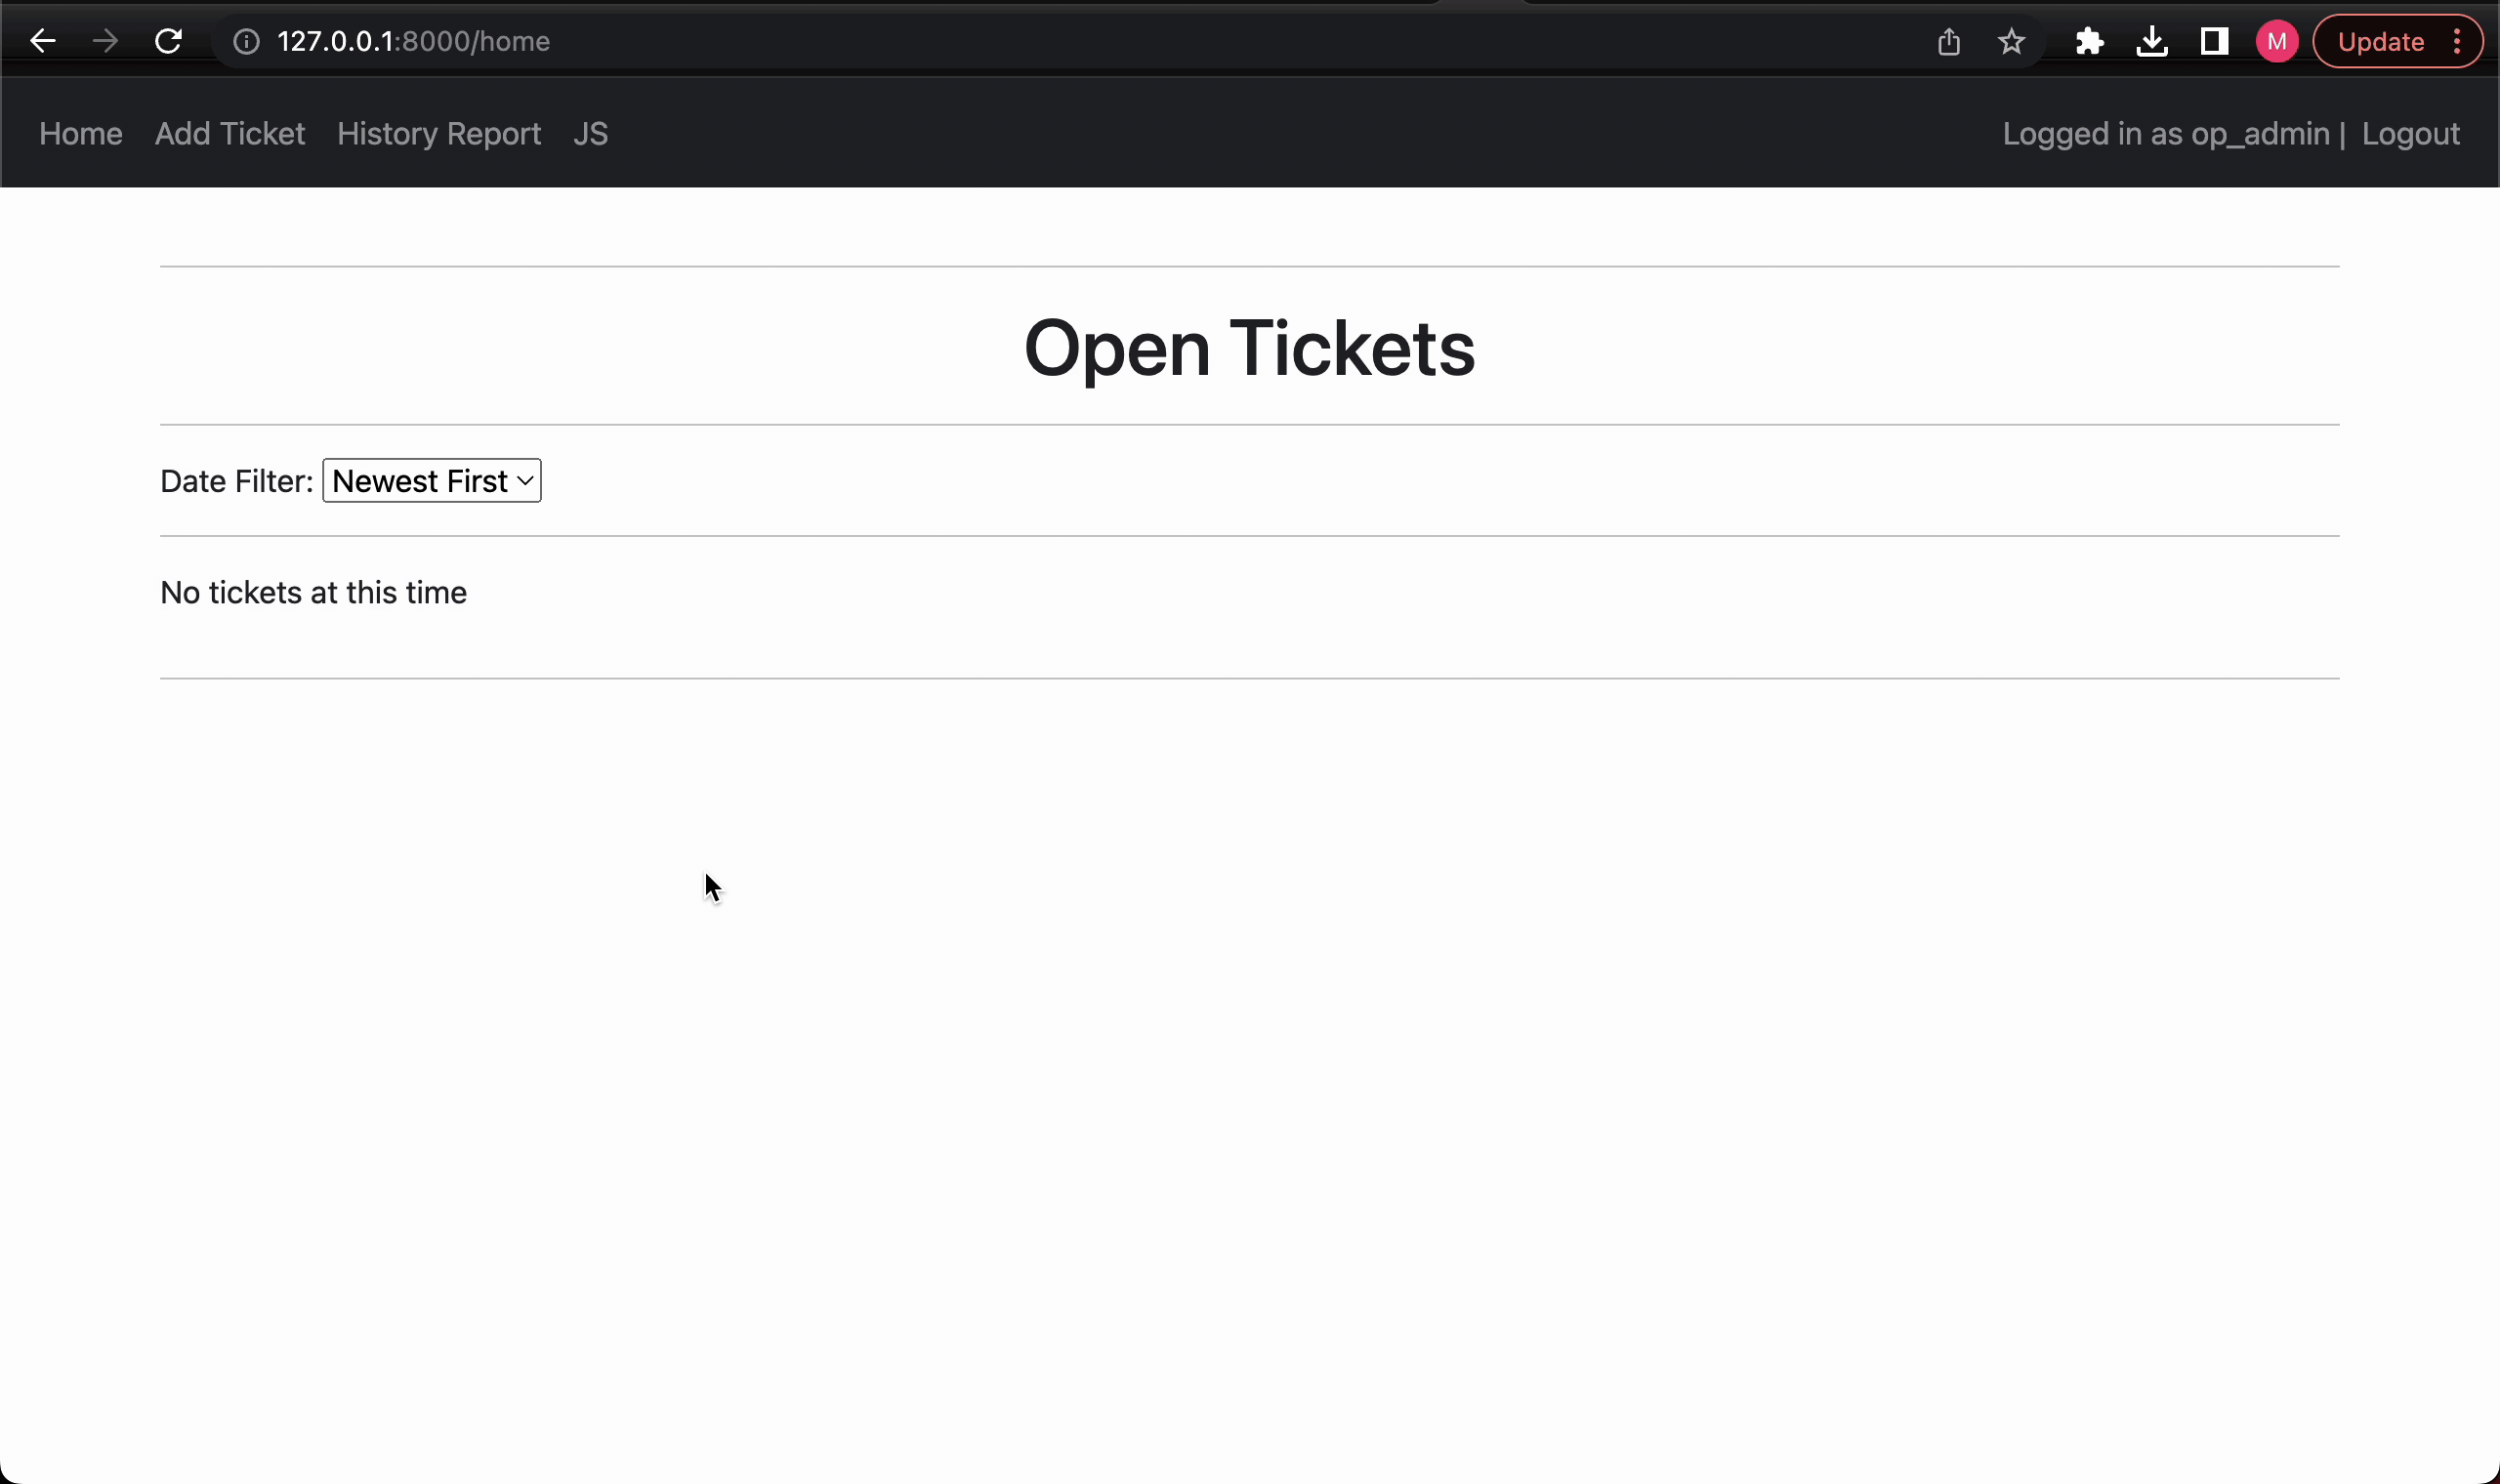 127.0.0.1:8000/home
M
Update
Home Add Ticket History Report JS
Logged in as op_admin | Logout
Open Tickets
Date Filter: Newest First
No tickets at this time